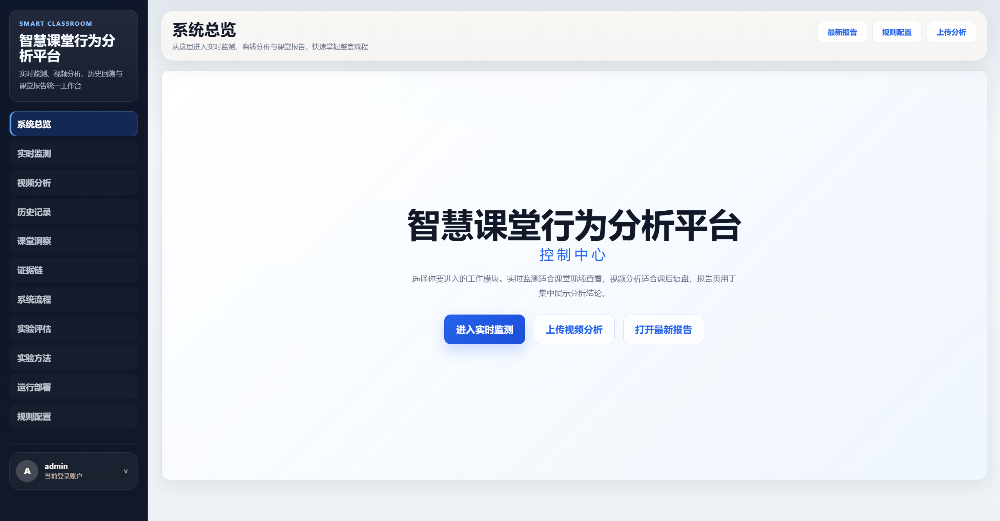 SMART CLASSROOM
智慧课堂行为分
析平台
实时监测、视频分析、历史回溯与
课堂报告统一工作台
系统总览
实时监测
视频分析
历史记录
课堂洞察
证据链
系统流程
实验评估
实验方法
运行部署
规则配置
A
admin
当前登录账户
v
系统总览
从这里进入实时监测、离线分析与课堂报告，快速掌握整套流程
最新报告
规则配置
上传分析
智慧课堂行为分析平台
控制中心
选择你要进入的工作模块。实时监测适合课堂现场查看，视频分析适合课后复盘，报告页用于
集中展示分析结论。
进入实时监测
上传视频分析
打开最新报告